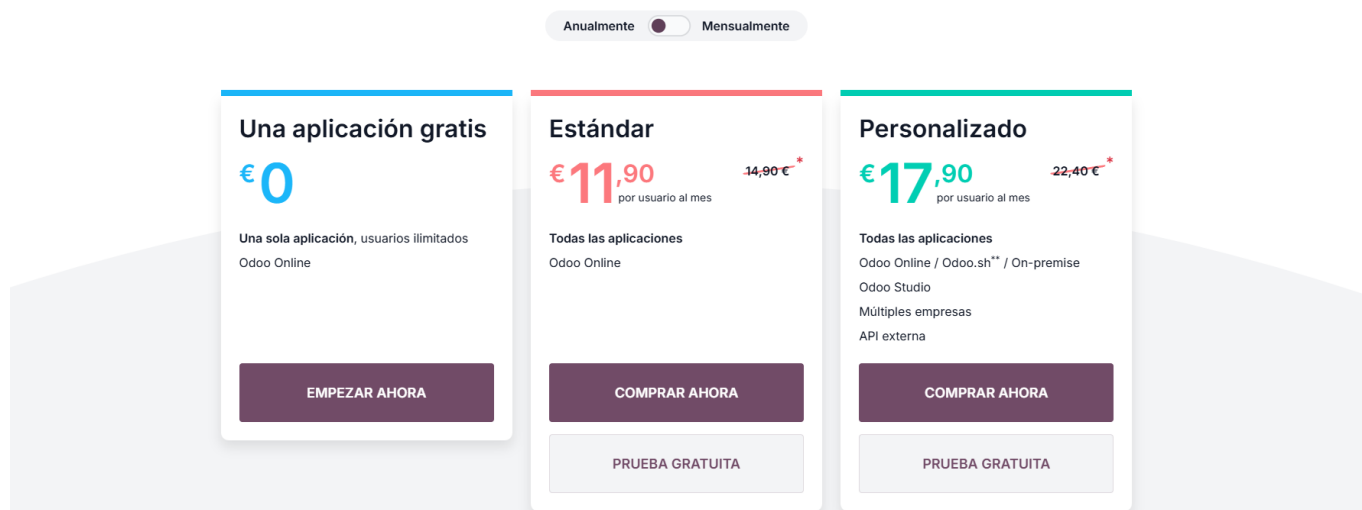 Anualmente Mensualmente
Una aplicación gratis
€ 0
Una sola aplicación, usuarios ilimitados
Odoo Online
EMPEZAR AHORA
Estándar
€ 11,90 14,90 € *
por usuario al mes
Todas las aplicaciones
Odoo Online
COMPRAR AHORA
PRUEBA GRATUITA
Personalizado
€ 17,90 22,40 € *
por usuario al mes
Todas las aplicaciones
Odoo Online / Odoo.sh** / On-premise
Odoo Studio
Múltiples empresas
API externa
COMPRAR AHORA
PRUEBA GRATUITA